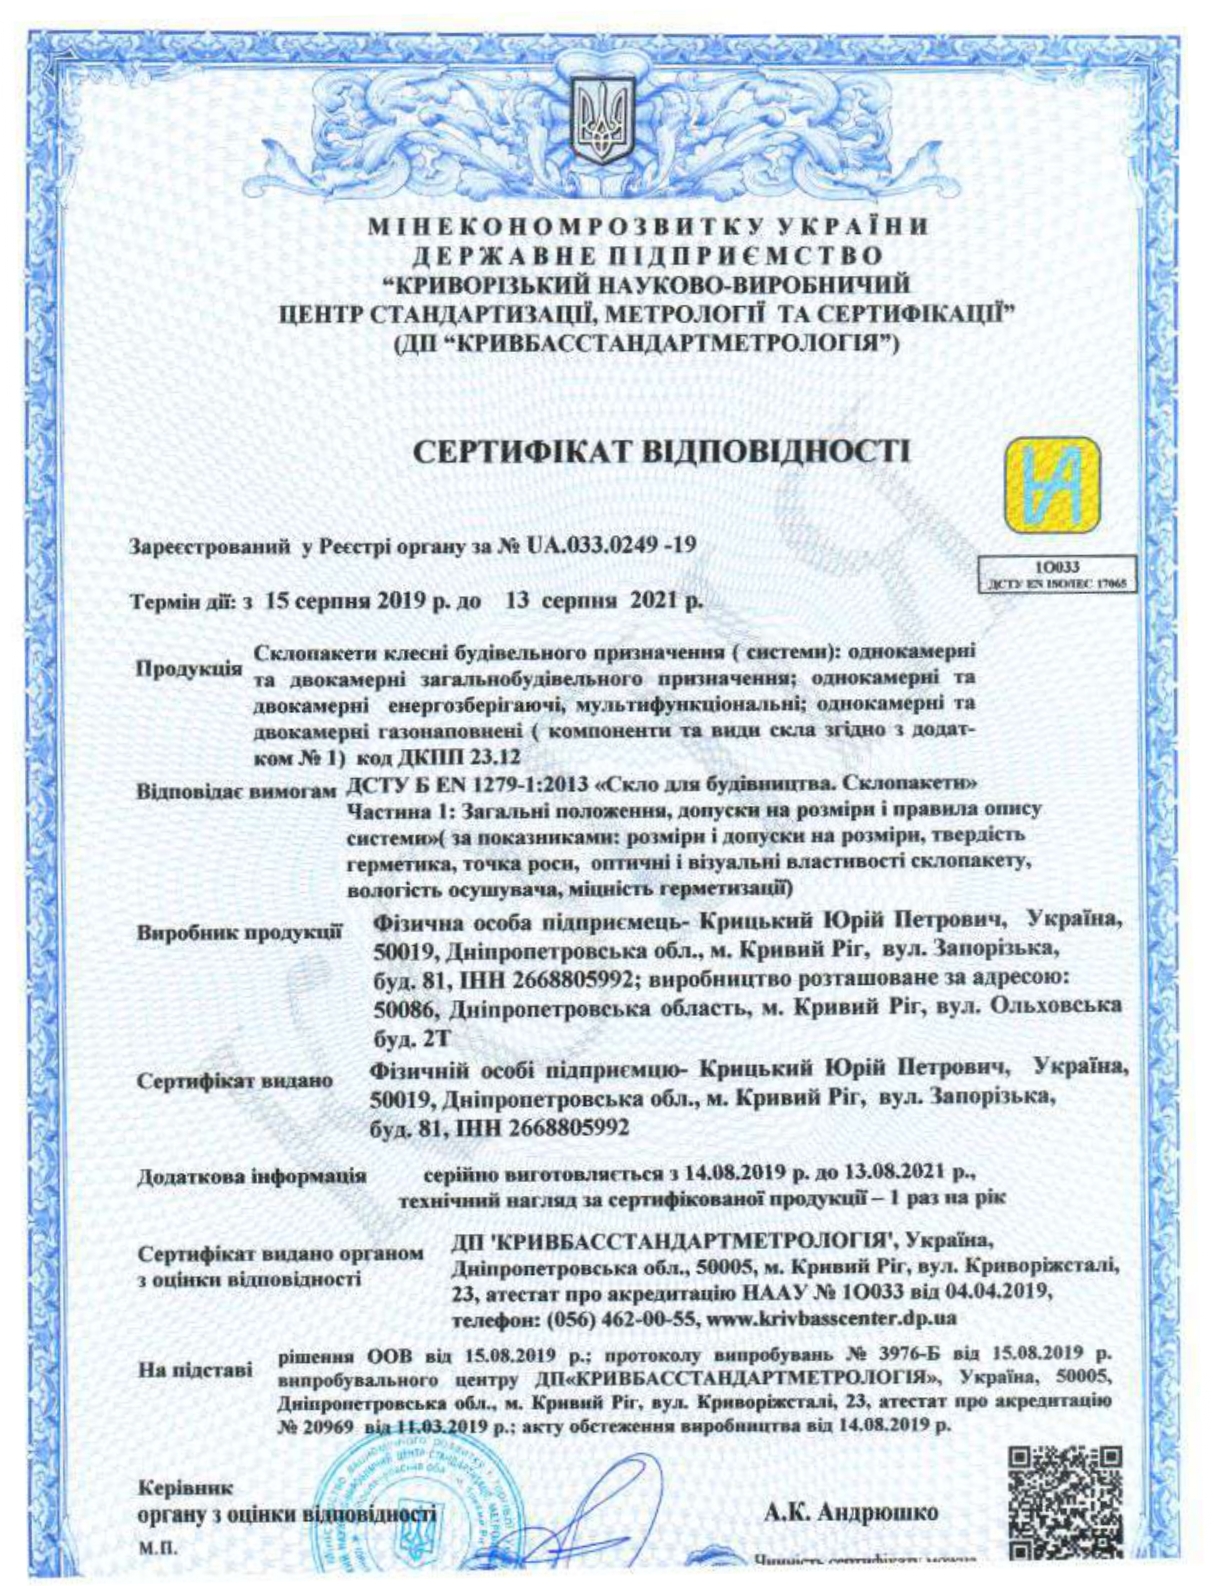 МІНЕКОНОМРОЗВИТКУ УКРАЇНИ
ДЕРЖАВНЕ ПІДПРИЄМСТВО
“КРИВОРІЗЬКИЙ НАУКОВО-ВИРОБНИЧИЙ
ЦЕНТР СТАНДАРТИЗАЦІЇ, МЕТРОЛОГІЇ ТА СЕРТИФІКАЦІЇ”
(ДП “КРИВБАССТАНДАРТМЕТРОЛОГІЯ”)
СЕРТИФІКАТ ВІДПОВІДНОСТІ
Зареєстрований у Реєстрі органу за № UA.033.0249 -19
1О033
ДСТУ EN ISO/IEC 17065
Термін дії: з 15 серпня 2019 р. до 13 серпня 2021 р.
Продукція
Склопакети клеєні будівельного призначення ( системи): однокамерні
та двокамерні загальнобудівельного призначення; однокамерні та
двокамерні енергозберігаючі, мультифункціональні; однокамерні та
двокамерні газонаповнені ( компоненти та види скла згідно з додат-
ком № 1) код ДКПП 23.12
Відповідає вимогам
ДСТУ Б EN 1279-1:2013 «Скло для будівництва. Склопакети»
Частина 1: Загальні положення, допуски на розміри і правила опису
системи»( за показниками: розміри і допуски на розміри, твердість
герметика, точка роси, оптичні і візуальні властивості склопакету,
вологість осушувача, міцність герметизації)
Виробник продукції
Фізична особа підприємець- Крицький Юрій Петрович, Україна,
50019, Дніпропетровська обл., м. Кривий Ріг, вул. Запорізька,
буд. 81, ІНН 2668805992; виробництво розташоване за адресою:
50086, Дніпропетровська область, м. Кривий Ріг, вул. Ольховська
буд. 2Т
Сертифікат видано
Фізичній особі підприємцю- Крицький Юрій Петрович, Україна,
50019, Дніпропетровська обл., м. Кривий Ріг, вул. Запорізька,
буд. 81, ІНН 2668805992
Додаткова інформація
серійно виготовляється з 14.08.2019 р. до 13.08.2021 р.,
технічний нагляд за сертифікованої продукції – 1 раз на рік
Сертифікат видано органом
з оцінки відповідності
ДП 'КРИВБАССТАНДАРТМЕТРОЛОГІЯ', Україна,
Дніпропетровська обл., 50005, м. Кривий Ріг, вул. Криворіжсталі,
23, атестат про акредитацію НААУ № 1О033 від 04.04.2019,
телефон: (056) 462-00-55, www.krivbasscenter.dp.ua
На підставі
рішення ООВ від 15.08.2019 р.; протоколу випробувань № 3976-Б від 15.08.2019 р.
випробувального центру ДП«КРИВБАССТАНДАРТМЕТРОЛОГІЯ», Україна, 50005,
Дніпропетровська обл., м. Кривий Ріг, вул. Криворіжсталі, 23, атестат про акредитацію
№ 20969 від 11.03.2019 р.; акту обстеження виробництва від 14.08.2019 р.
Керівник
органу з оцінки відповідності
А.К. Андрюшко
М.П.
Чинність сертифікату можна